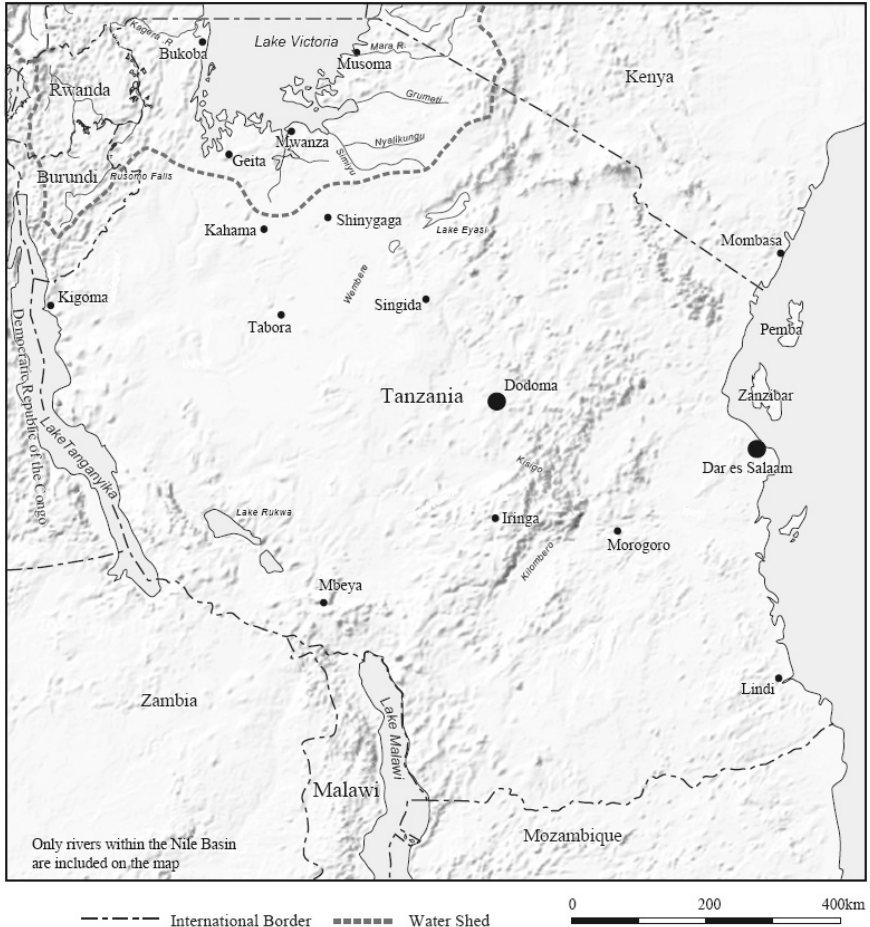 Kagera R.
Bukoba
Lake Victoria
Mara R.
Musoma
Kenya
Rwanda
Grumeti
Mwanza
Nyalikungu
Simiyu
Geita
Burundi
Rusomo Falls
Kahama
Shinygaga
Lake Eyasi
Mombasa
Wembere
Kigoma
Singida
Tabora
Pemba
Democratic Republic of the Congo
Tanzania
Dodoma
Zanzibar
Lake Tanganyika
Kisigo
Dar es Salaam
Lake Rukwa
Iringa
Morogoro
Kilombero
Mbeya
Zambia
Lindi
Lake Malawi
Malawi
Mozambique
Only rivers within the Nile Basin
are included on the map
International Border
Water Shed
0 200 400km